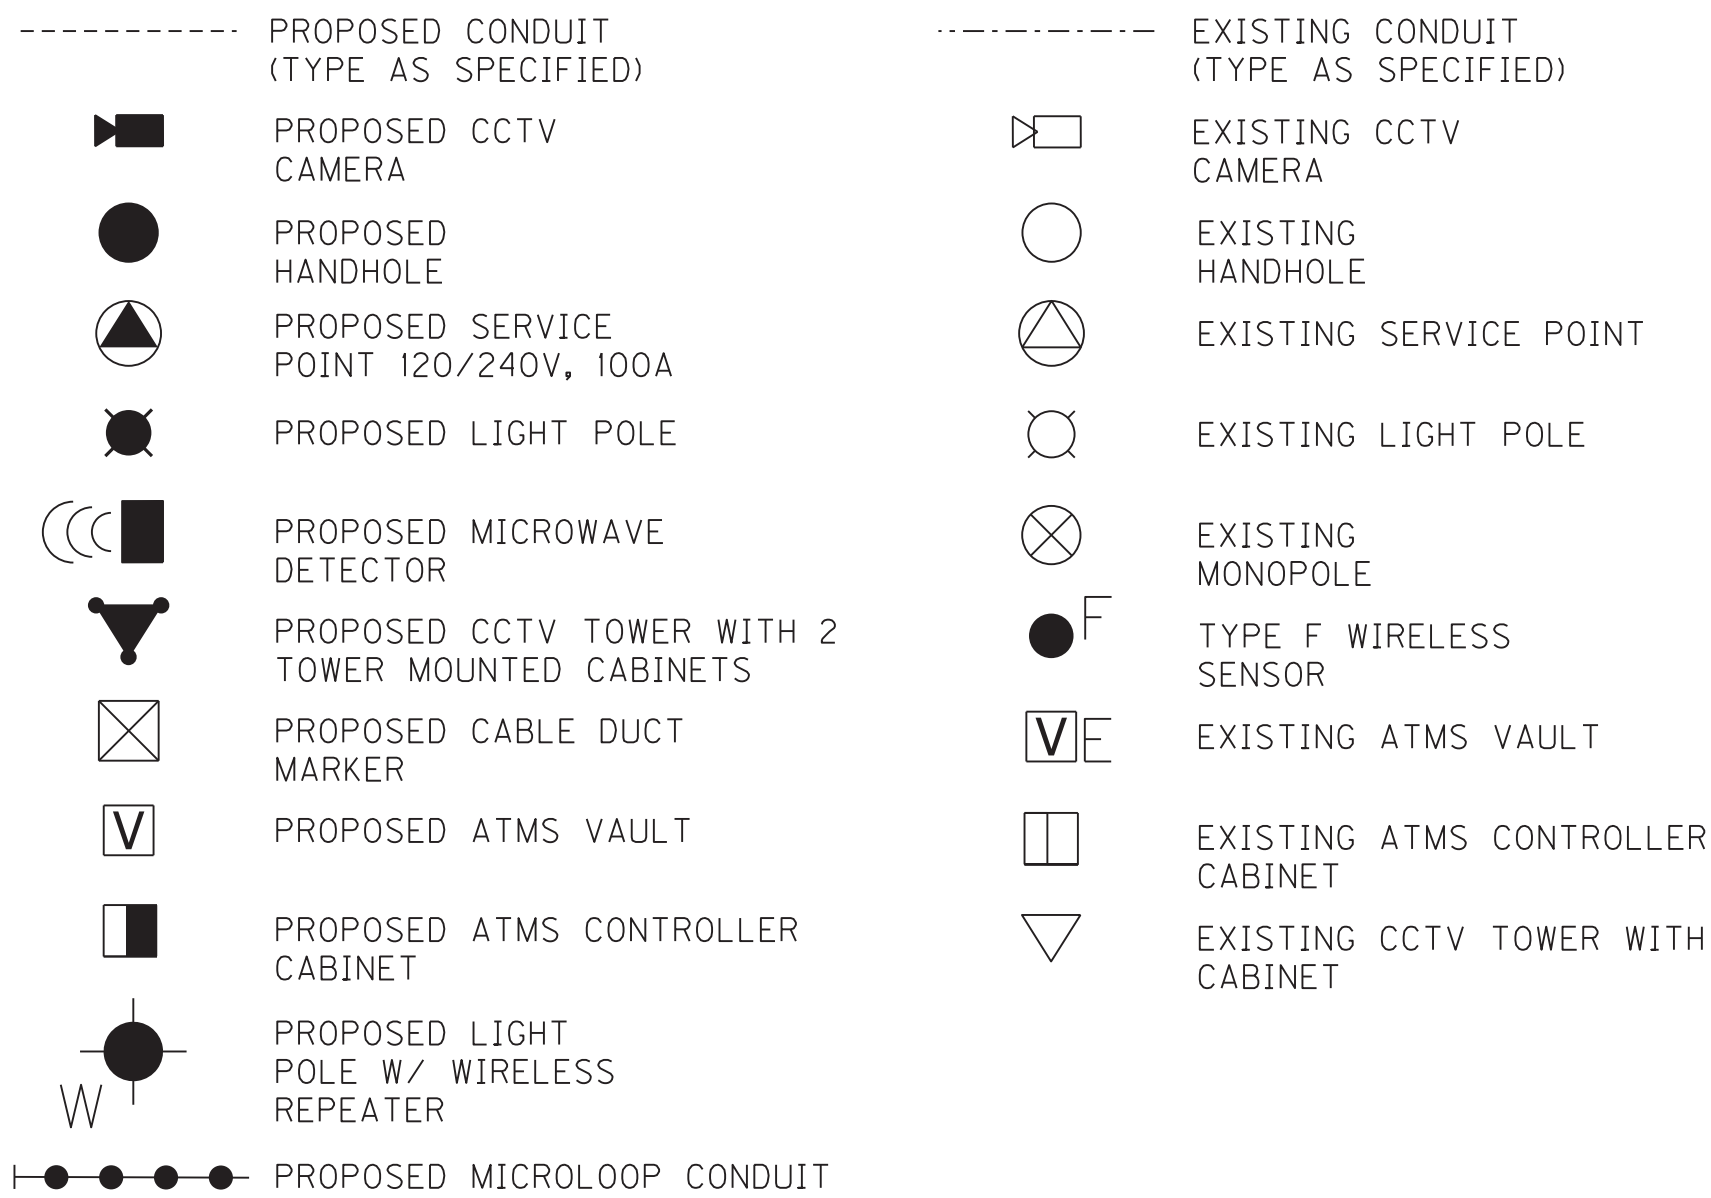 PROPOSED CONDUIT
(TYPE AS SPECIFIED)
PROPOSED CCTV
CAMERA
PROPOSED
HANDHOLE
PROPOSED SERVICE
POINT 120/240V, 100A
PROPOSED LIGHT POLE
PROPOSED MICROWAVE
DETECTOR
PROPOSED CCTV TOWER WITH 2
TOWER MOUNTED CABINETS
PROPOSED CABLE DUCT
MARKER
V
PROPOSED ATMS VAULT
PROPOSED ATMS CONTROLLER
CABINET
W
PROPOSED LIGHT
POLE W/ WIRELESS
REPEATER
PROPOSED MICROLOOP CONDUIT
EXISTING CONDUIT
(TYPE AS SPECIFIED)
EXISTING CCTV
CAMERA
EXISTING
HANDHOLE
EXISTING SERVICE POINT
EXISTING LIGHT POLE
EXISTING
MONOPOLE
F
TYPE F WIRELESS
SENSOR
V E
EXISTING ATMS VAULT
EXISTING ATMS CONTROLLER
CABINET
EXISTING CCTV TOWER WITH
CABINET